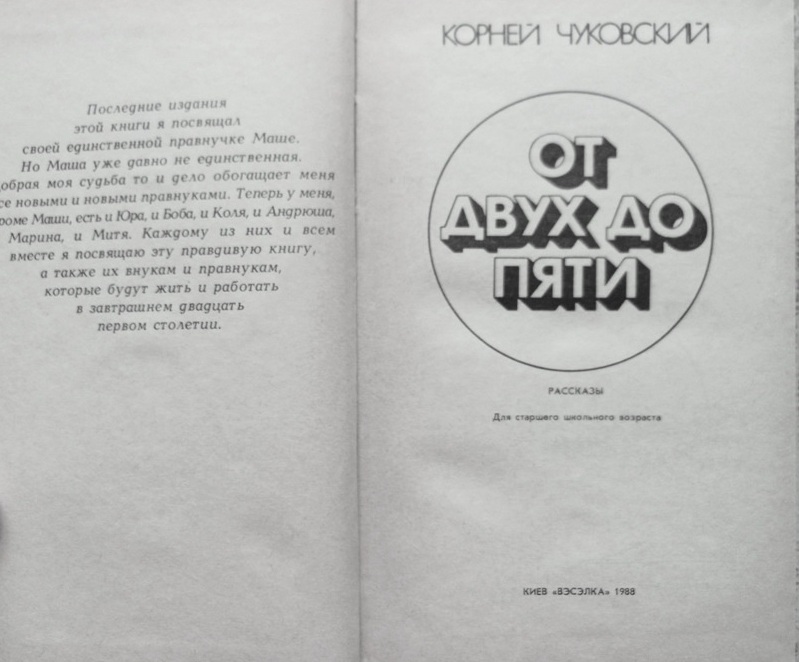 Последние издания
этой книги я посвящал
своей единственной правнучке Маше.
Но Маша уже давно не единственная.
обрая моя судьба то и дело обогащает меня
се новыми и новыми правнуками. Теперь у меня,
роме Маши, есть и Юра, и Боба, и Коля, и Андрюша,
Марина, и Митя. Каждому из них и всем
вместе я посвящаю эту правдивую книгу,
а также их внукам и правнукам,
которые будут жить и работать
в завтрашнем двадцать
первом столетии.
КОРНЕЙ ЧУКОВСКИЙ
ОТ
ДВУХ ДО
ПЯТИ
РАССКАЗЫ
Для старшего школьного возраста
КИЕВ «ВЭСЭЛКА» 1988